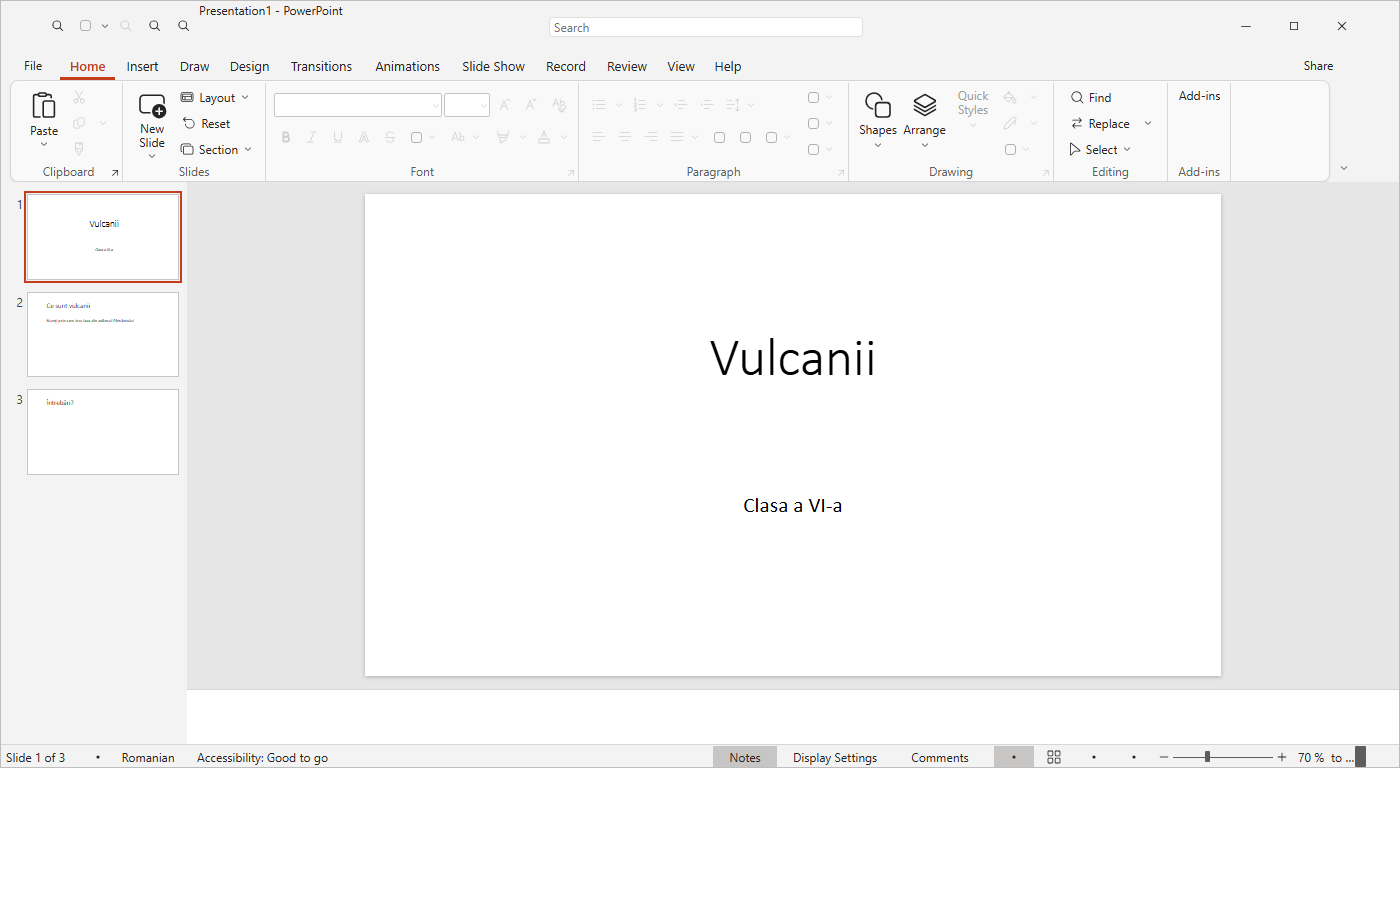 Presentation1 - PowerPoint
Search
File Home Insert Draw Design Transitions Animations Slide Show Record Review View Help Share
Paste
Clipboard
New Slide
Layout
Reset
Section
Slides
Font
Paragraph
Shapes
Arrange
Quick Styles
Drawing
Find
Replace
Select
Editing
Add-ins
Add-ins
1
Vulcanii
Clasa a VI-a
2
Ce sunt vulcanii
3
Întrebări?
Vulcanii
Clasa a VI-a
Slide 1 of 3 Romanian Accessibility: Good to go Notes Display Settings Comments 70 % to ...